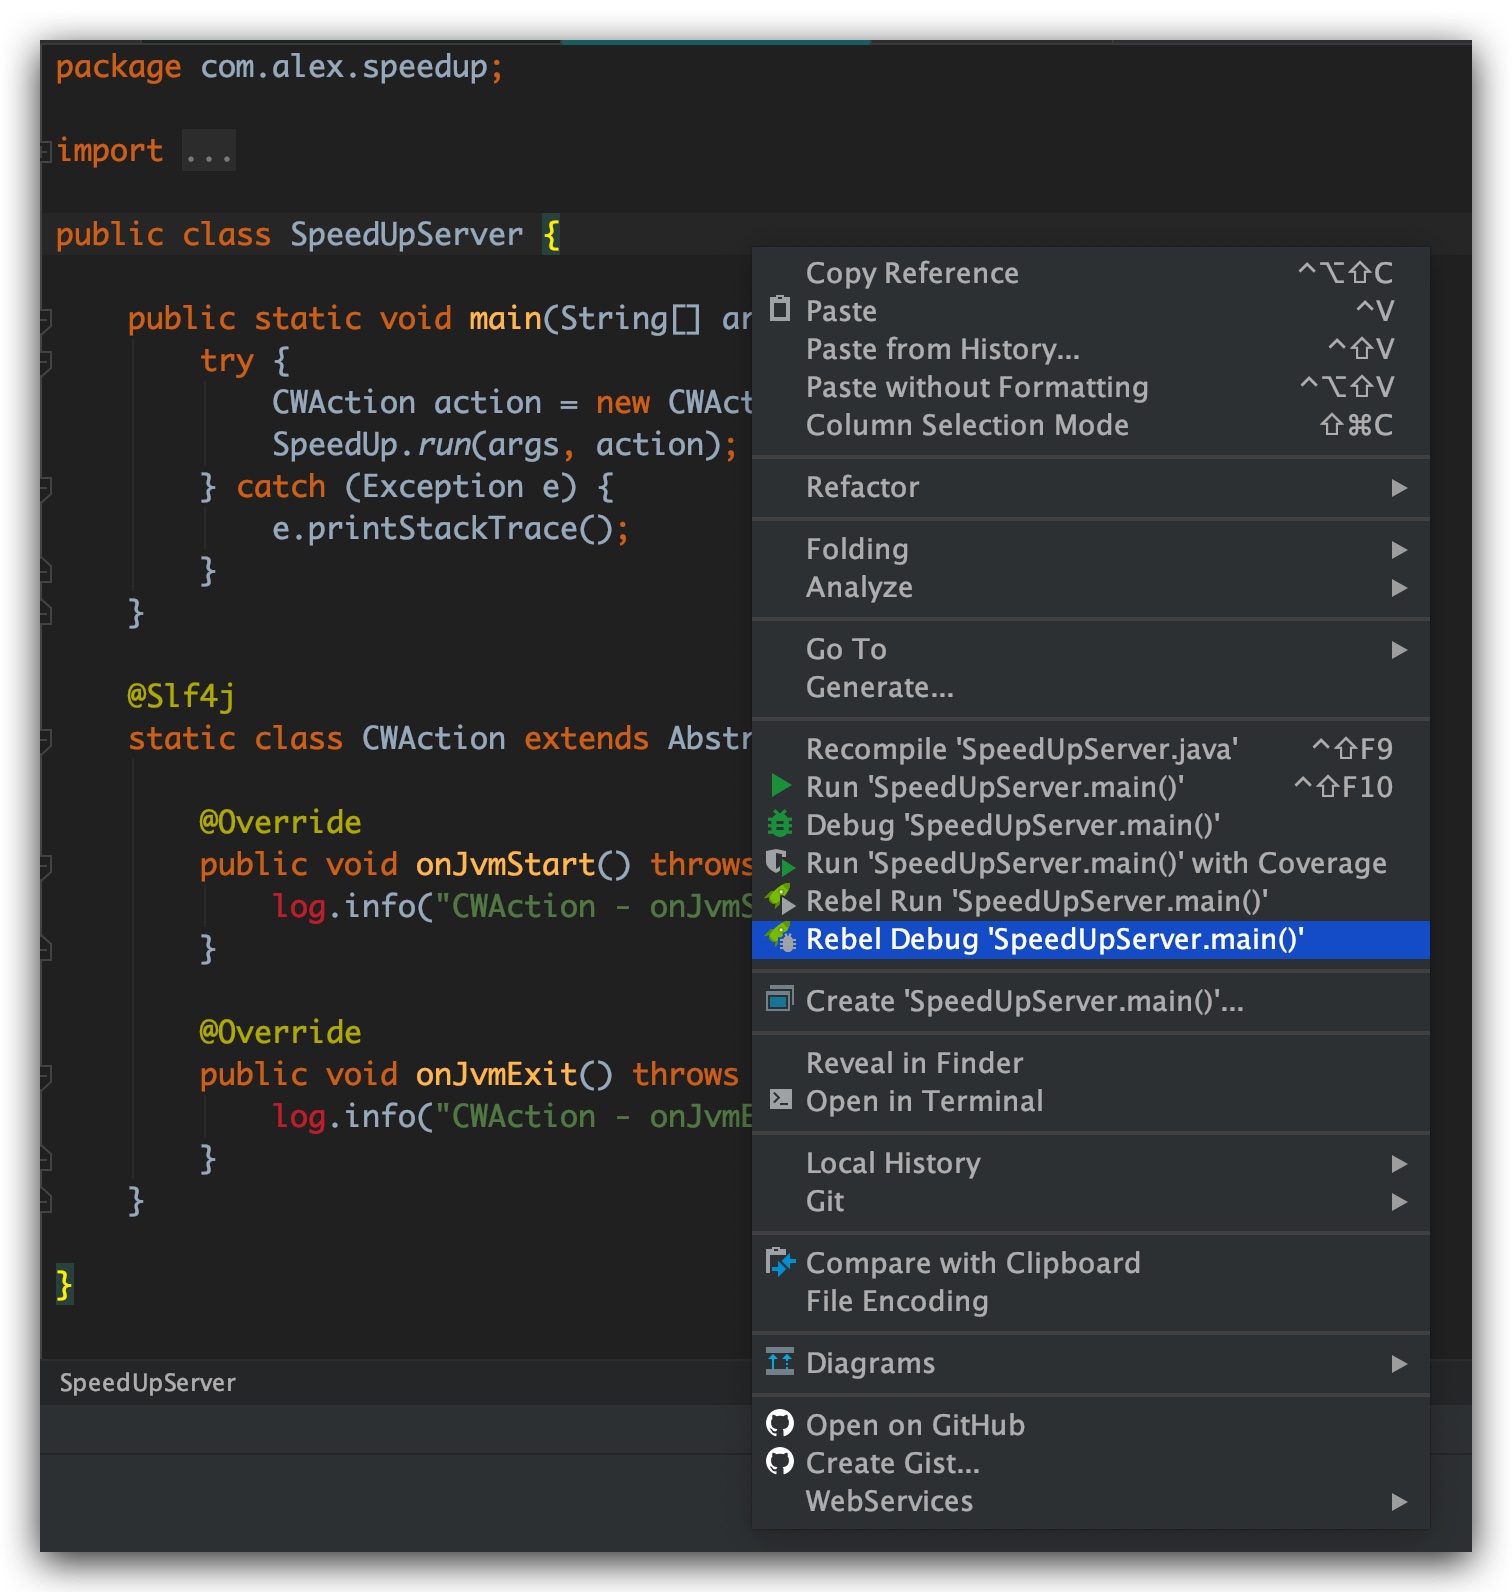 package com.alex.speedup;
import ...
public class SpeedUpServer {
public static void main(String[] ar
try {
CWAction action = new CWAct
SpeedUp.run(args, action);
} catch (Exception e) {
e.printStackTrace();
}
}
@Slf4j
static class CWAction extends Abstr
@Override
public void onJvmStart() throws
log.info("CWAction - onJvmS
}
@Override
public void onJvmExit() throws
log.info("CWAction - onJvmE
}
}
}
SpeedUpServer
Copy Reference ^⌥⇧C
Paste ^V
Paste from History... ^⇧V
Paste without Formatting ^⌥⇧V
Column Selection Mode ⇧⌘C
Refactor
Folding
Analyze
Go To
Generate...
Recompile 'SpeedUpServer.java' ^⇧F9
Run 'SpeedUpServer.main()' ^⇧F10
Debug 'SpeedUpServer.main()'
Run 'SpeedUpServer.main()' with Coverage
Rebel Run 'SpeedUpServer.main()'
Rebel Debug 'SpeedUpServer.main()'
Create 'SpeedUpServer.main()'...
Reveal in Finder
Open in Terminal
Local History
Git
Compare with Clipboard
File Encoding
Diagrams
Open on GitHub
Create Gist...
WebServices